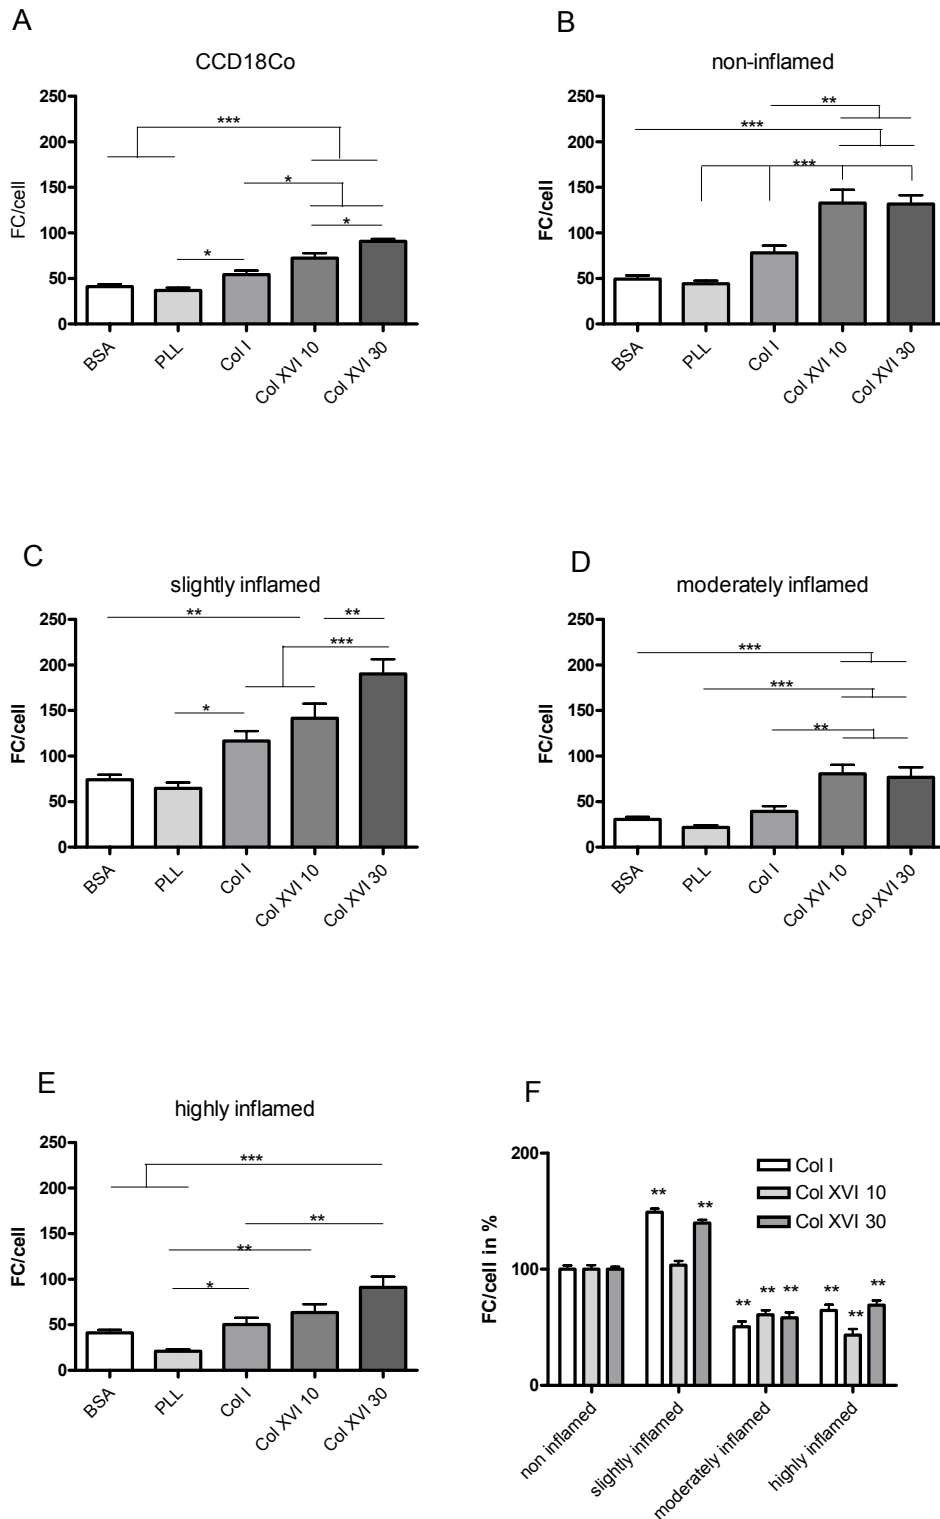 A
CCD18Co
FC/cell
250
200
150
100
50
0
***
*
*
*
BSA
PLL
Col I
Col XVI 10
Col XVI 30
B
non-inflamed
FC/cell
250
200
150
100
50
0
**
***
***
BSA
PLL
Col I
Col XVI 10
Col XVI 30
C
slightly inflamed
FC/cell
250
200
150
100
50
0
**
**
***
*
BSA
PLL
Col I
Col XVI 10
Col XVI 30
D
moderately inflamed
FC/cell
250
200
150
100
50
0
***
***
**
BSA
PLL
Col I
Col XVI 10
Col XVI 30
E
highly inflamed
FC/cell
250
200
150
100
50
0
***
**
**
*
BSA
PLL
Col I
Col XVI 10
Col XVI 30
F
FC/cell in %
200
100
0
Col I
Col XVI 10
Col XVI 30
** **
** ** **
** ** **
non inflamed
slightly inflamed
moderately inflamed
highly inflamed